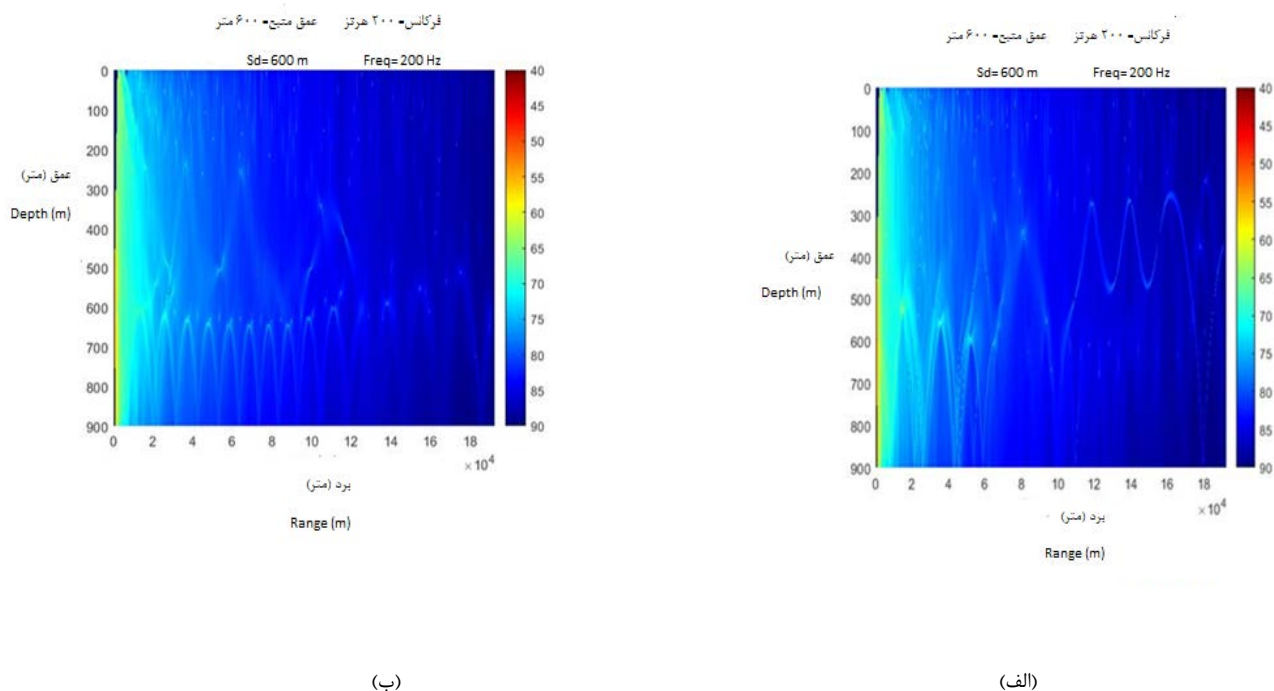 فرکانس= ۲۰۰ هرتز عمق منبع= ۶۰۰ متر
Sd= 600 m Freq= 200 Hz
0
100
200
300
400
500
600
700
800
900
عمق (متر)
Depth (m)
0 2 4 6 8 10 12 14 16 18
×10⁴
40
45
50
55
60
65
70
75
80
85
90
برد (متر)
Range (m)
(الف)
فرکانس= ۲۰۰ هرتز عمق منبع= ۶۰۰ متر
Sd= 600 m Freq= 200 Hz
0
100
200
300
400
500
600
700
800
900
عمق (متر)
Depth (m)
0 2 4 6 8 10 12 14 16 18
×10⁴
40
45
50
55
60
65
70
75
80
85
90
برد (متر)
Range (m)
(ب)